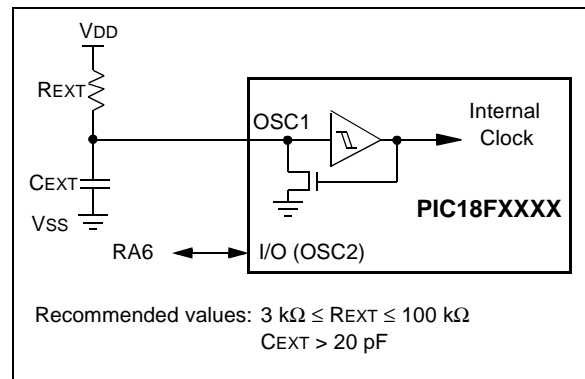 VDD
REXT
OSC1
Internal
Clock
CEXT
PIC18FXXXX
VSS
RA6
I/O (OSC2)
Recommended values: 3 kΩ ≤ REXT ≤ 100 kΩ
CEXT > 20 pF